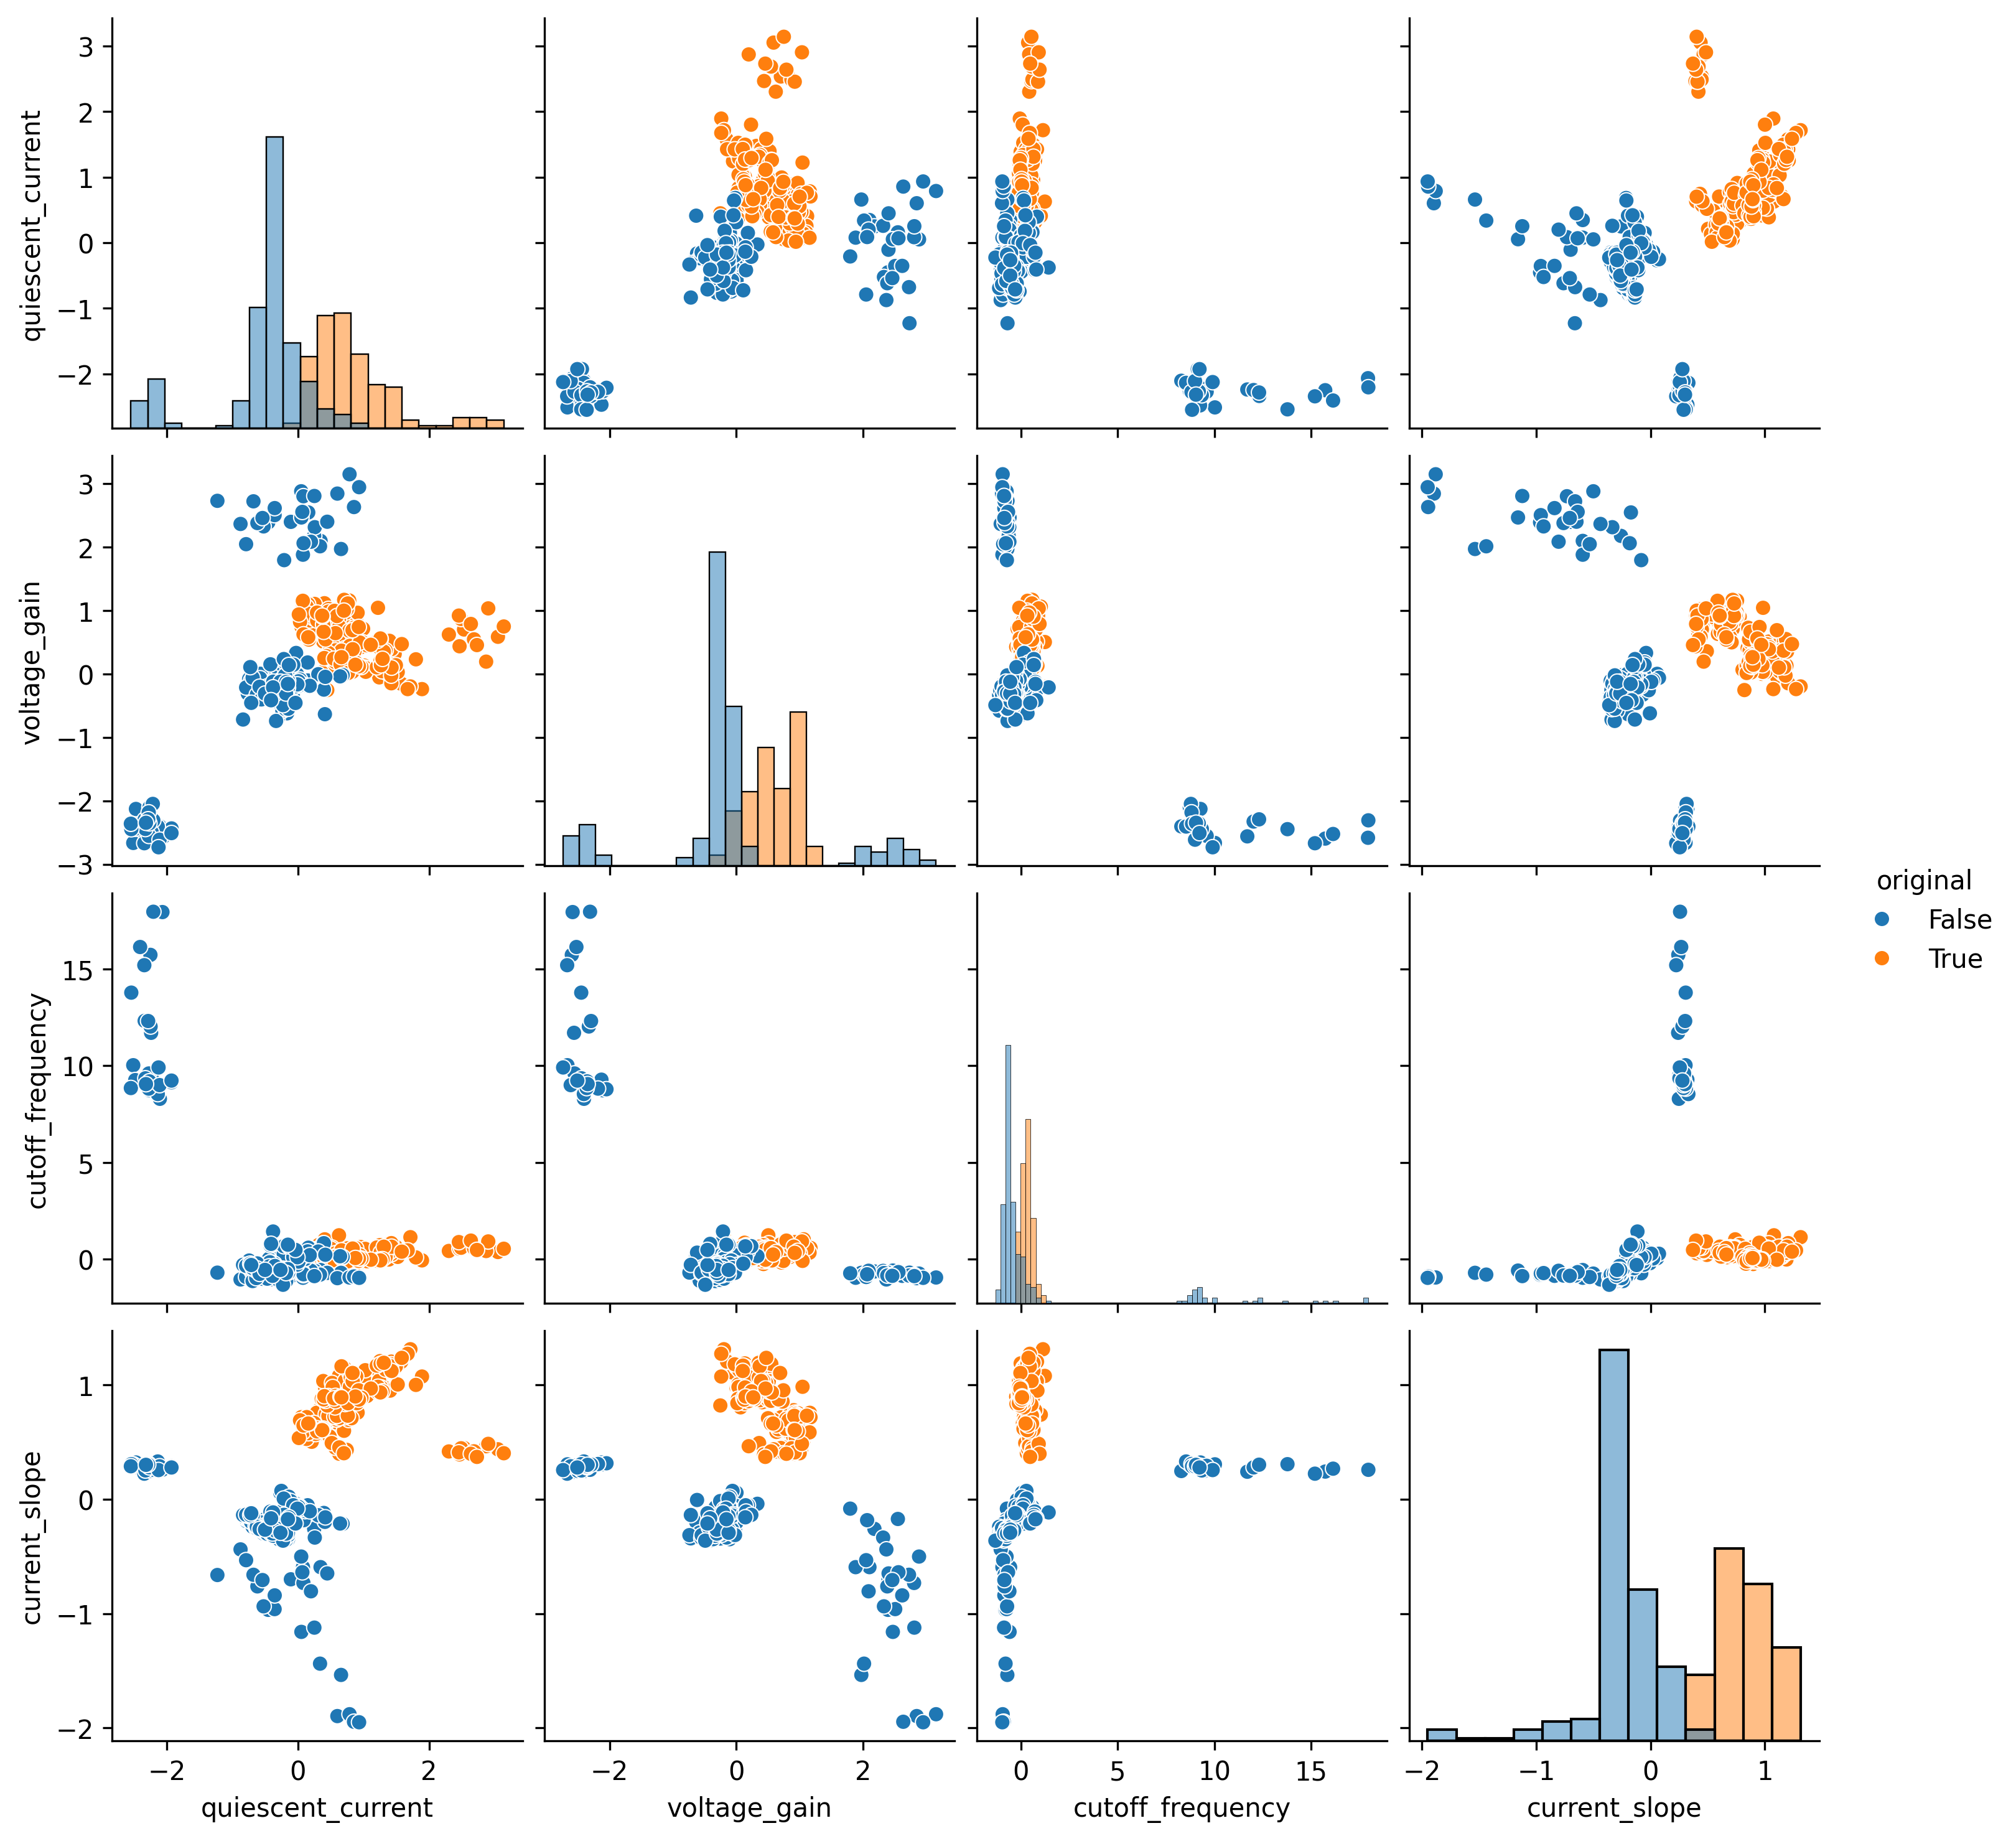 quiescent_current
3
2
1
0
−1
−2
voltage_gain
3
2
1
0
−1
−2
−3
original
False
True
cutoff_frequency
15
10
5
0
current_slope
1
0
−1
−2
−2 0 2
−2 0 2
0 5 10 15
−2 −1 0 1
quiescent_current
voltage_gain
cutoff_frequency
current_slope